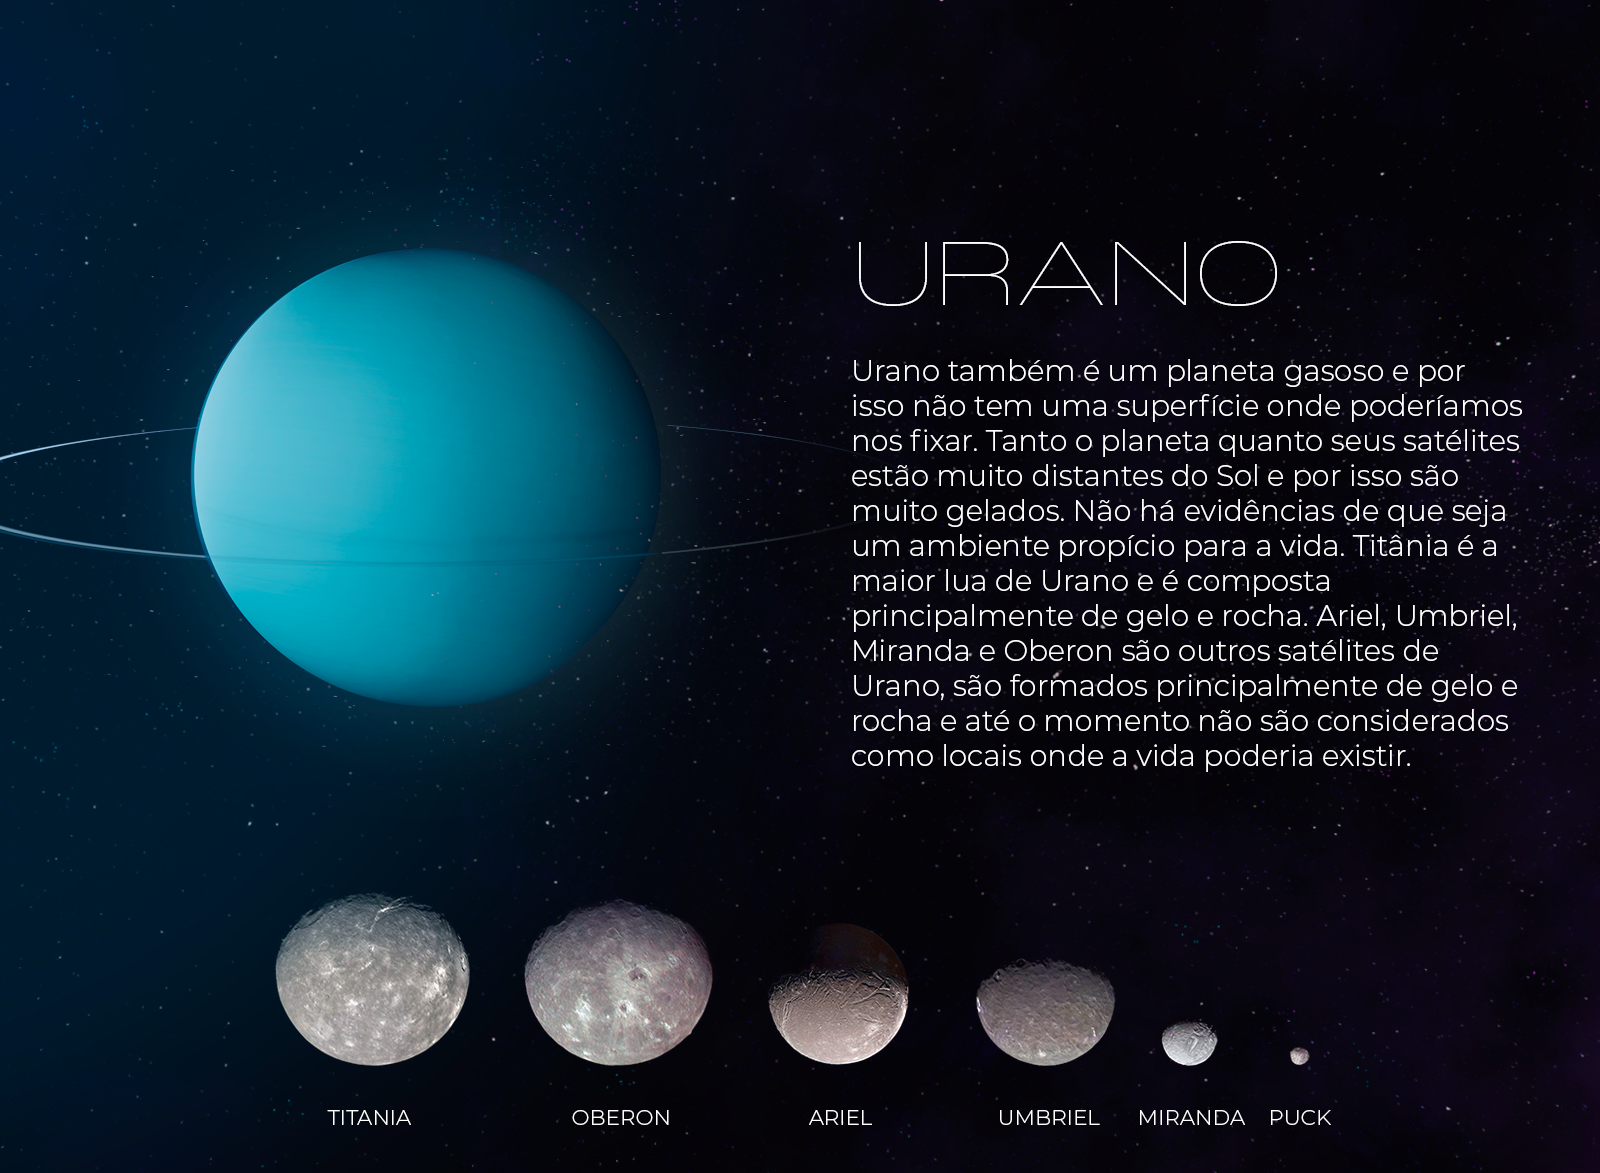 URANO
Urano também é um planeta gasoso e por
isso não tem uma superfície onde poderíamos
nos fixar. Tanto o planeta quanto seus satélites
estão muito distantes do Sol e por isso são
muito gelados. Não há evidências de que seja
um ambiente propício para a vida. Titânia é a
maior lua de Urano e é composta
principalmente de gelo e rocha. Ariel, Umbriel,
Miranda e Oberon são outros satélites de
Urano, são formados principalmente de gelo e
rocha e até o momento não são considerados
como locais onde a vida poderia existir.
TITANIA OBERON ARIEL UMBRIEL MIRANDA PUCK